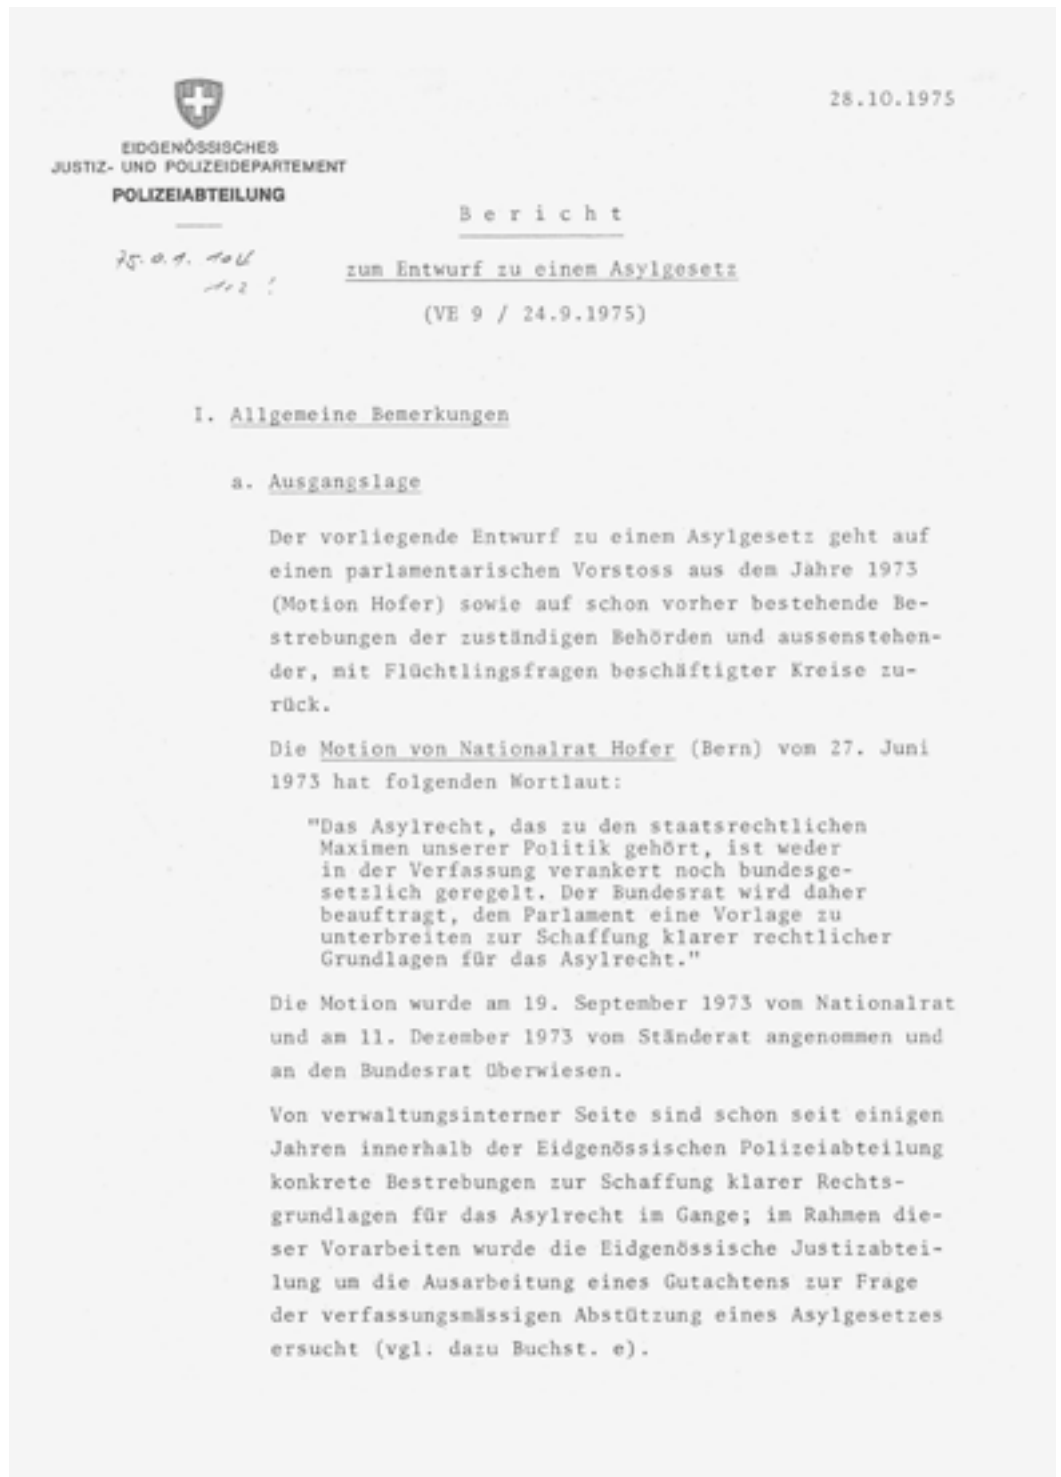 28.10.1975
EIDGENÖSSISCHES
JUSTIZ- UND POLIZEIDEPARTEMENT
POLIZEIABTEILUNG
B e r i c h t
zum Entwurf zu einem Asylgesetz
(VE 9 / 24.9.1975)
I. Allgemeine Bemerkungen
a. Ausgangslage
Der vorliegende Entwurf zu einem Asylgesetz geht auf
einen parlamentarischen Vorstoss aus dem Jahre 1973
(Motion Hofer) sowie auf schon vorher bestehende Be-
strebungen der zuständigen Behörden und aussenstehen-
der, mit Flüchtlingsfragen beschäftigter Kreise zu-
rück.
Die Motion von Nationalrat Hofer (Bern) vom 27. Juni
1973 hat folgenden Wortlaut:
"Das Asylrecht, das zu den staatsrechtlichen
Maximen unserer Politik gehört, ist weder
in der Verfassung verankert noch bundesge-
setzlich geregelt. Der Bundesrat wird daher
beauftragt, dem Parlament eine Vorlage zu
unterbreiten zur Schaffung klarer rechtlicher
Grundlagen für das Asylrecht."
Die Motion wurde am 19. September 1973 vom Nationalrat
und am 11. Dezember 1973 vom Ständerat angenommen und
an den Bundesrat überwiesen.
Von verwaltungsinterner Seite sind schon seit einigen
Jahren innerhalb der Eidgenössischen Polizeiabteilung
konkrete Bestrebungen zur Schaffung klarer Rechts-
grundlagen für das Asylrecht im Gange; im Rahmen die-
ser Vorarbeiten wurde die Eidgenössische Justizabtei-
lung um die Ausarbeitung eines Gutachtens zur Frage
der verfassungsmässigen Abstützung eines Asylgesetzes
ersucht (vgl. dazu Buchst. e).